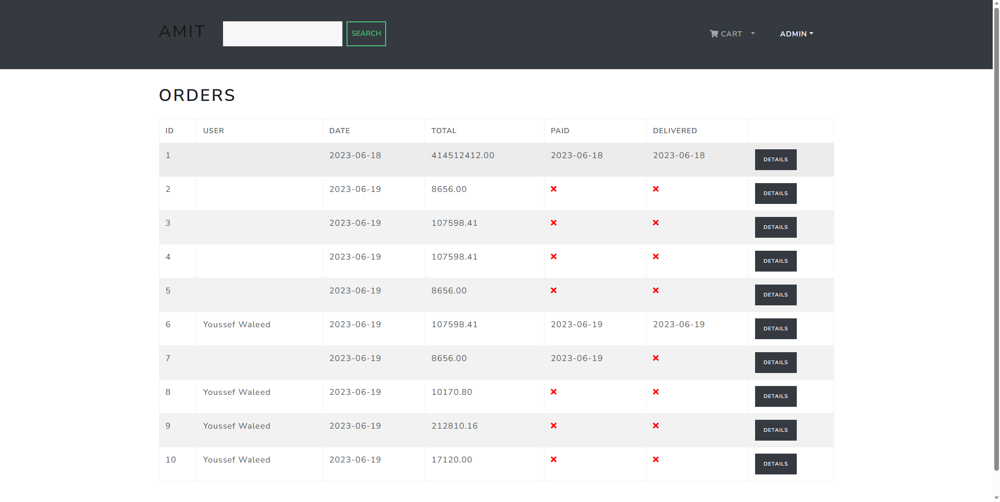 AMIT SEARCH CART ADMIN
ORDERS
ID USER DATE TOTAL PAID DELIVERED
1 2023-06-18 414512412.00 2023-06-18 2023-06-18 DETAILS
2 2023-06-19 8656.00 DETAILS
3 2023-06-19 107598.41 DETAILS
4 2023-06-19 107598.41 DETAILS
5 2023-06-19 8656.00 DETAILS
6 Youssef Waleed 2023-06-19 107598.41 2023-06-19 2023-06-19 DETAILS
7 2023-06-19 8656.00 2023-06-19 DETAILS
8 Youssef Waleed 2023-06-19 10170.80 DETAILS
9 Youssef Waleed 2023-06-19 212810.16 DETAILS
10 Youssef Waleed 2023-06-19 17120.00 DETAILS